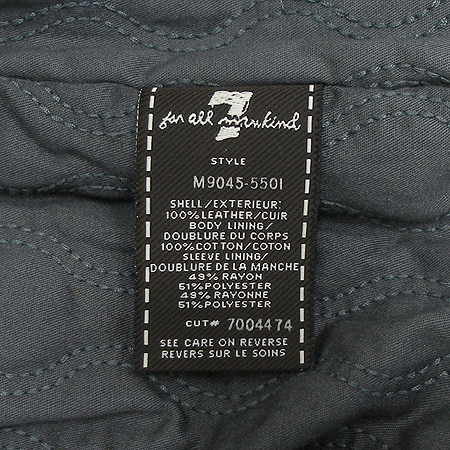 7
for all mankind
STYLE
M9045-5501
SHELL/EXTERIEUR:
100%LEATHER/CUIR
BODY LINING/
DOUBLURE DU CORPS
100%COTTON/COTON
SLEEVE LINING/
DOUBLURE DE LA MANCHE
49% RAYON
51%POLYESTER
49% RAYONNE
51%POLYESTER
CUT# 7004474
SEE CARE ON REVERSE
REVERS SUR LE SOINS